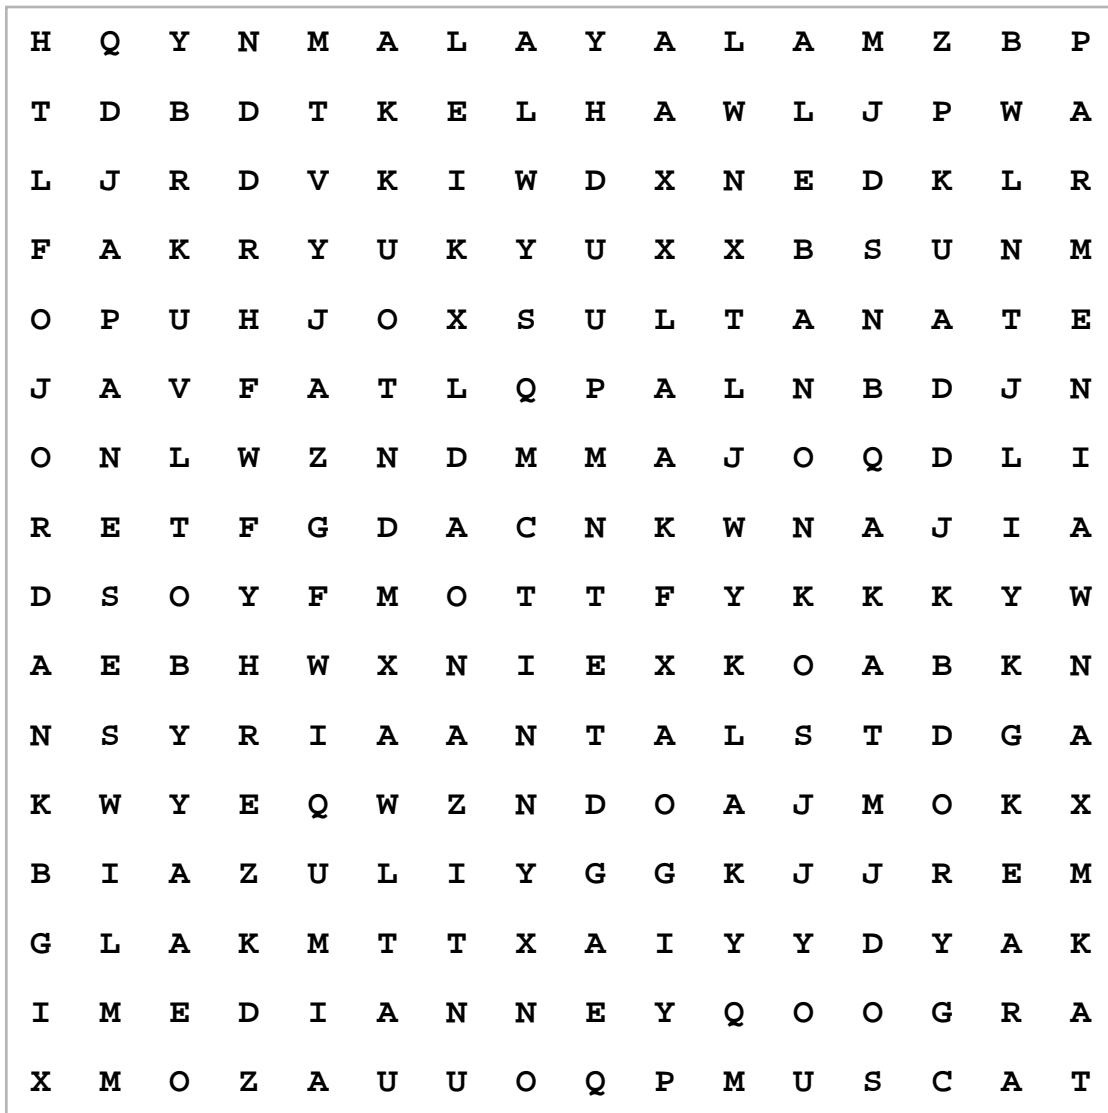 H Q Y N M A L A Y A L A M Z B P
T D B D T K E L H A W L J P W A
L J R D V K I W D X N E D K L R
F A K R Y U K Y U X X B S U N M
O P U H J O X S U L T A N A T E
J A V F A T L Q P A L N B D J N
O N L W Z N D M M A J O Q D L I
R E T F G D A C N K W N A J I A
D S O Y F M O T T F Y K K K Y W
A E B H W X N I E X K O A B K N
N S Y R I A A N T A L S T D G A
K W Y E Q W Z N D O A J M O K X
B I A Z U L I Y G G K J J R E M
G L A K M T T X A I Y Y D Y A K
I M E D I A N N E Y Q O O G R A
X M O Z A U U O Q P M U S C A T